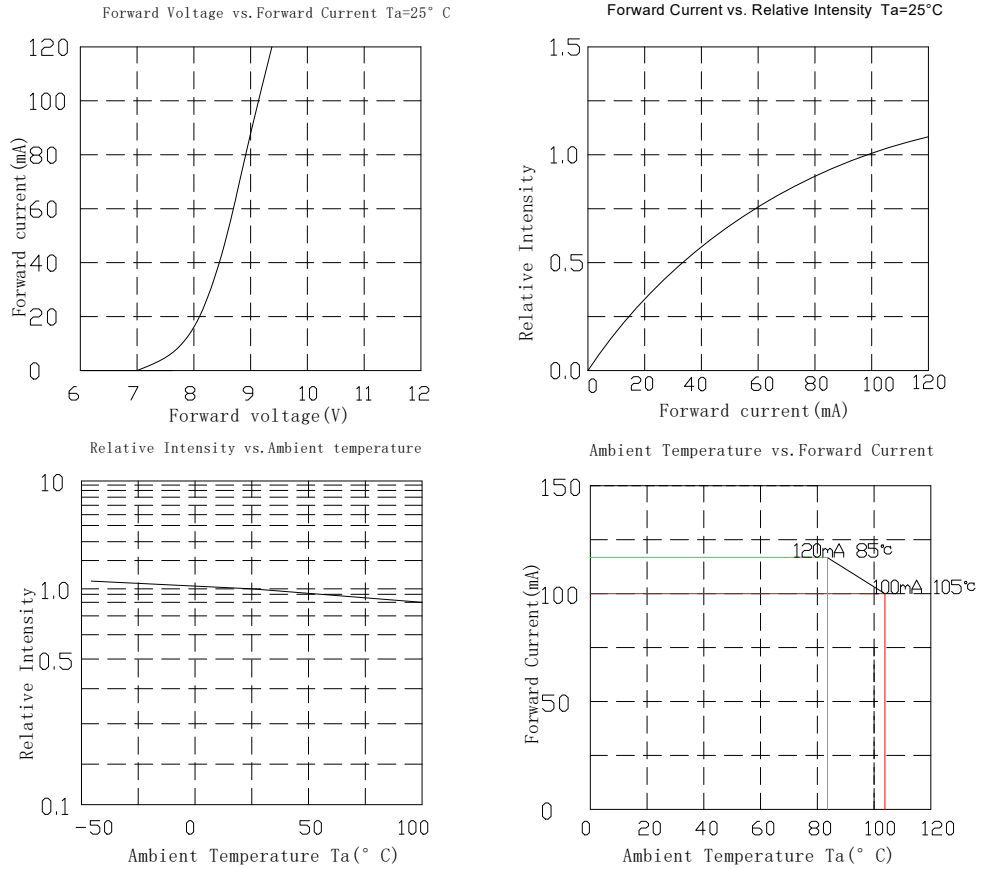 Forward Voltage vs.Forward Current Ta=25° C
120
100
80
60
40
20
0
Forward current(mA)
6 7 8 9 10 11 12
Forward voltage(V)
Forward Current vs. Relative Intensity Ta=25°C
1.5
1.0
0.5
0.0
Relative Intensity
0 20 40 60 80 100 120
Forward current(mA)
Relative Intensity vs.Ambient temperature
10
1.0
0.5
0.1
Relative Intensity
-50 0 50 100
Ambient Temperature Ta(° C)
Ambient Temperature vs.Forward Current
150
100
50
0
Forward Current(mA)
120mA 85℃
100mA 105℃
0 20 40 60 80 100 120
Ambient Temperature Ta(° C)